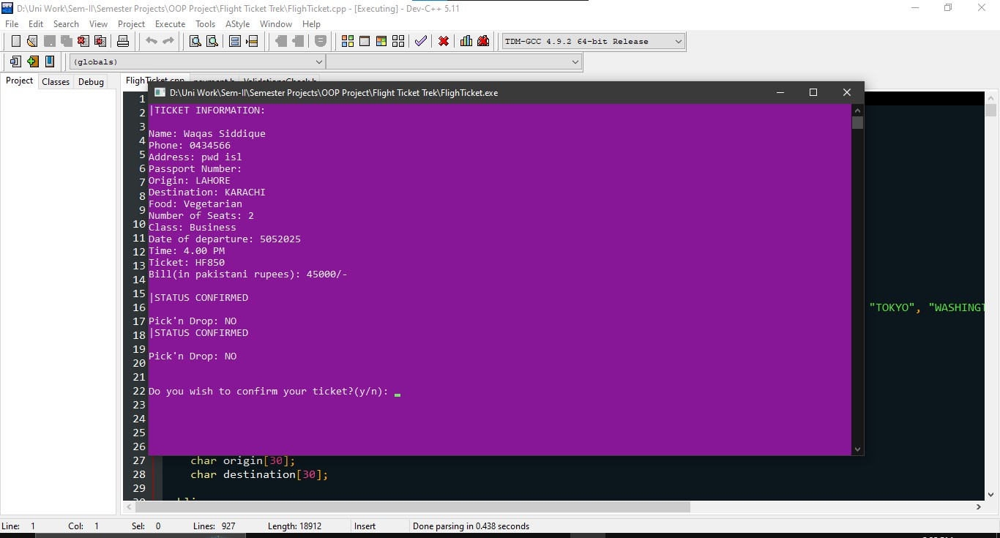 D:\Uni Work\Sem-II\Semester Projects\OOP Project\Flight Ticket Trek\FlighTicket.cpp - [Executing] - Dev-C++ 5.11
File Edit Search View Project Execute Tools AStyle Window Help
TDM-GCC 4.9.2 64-bit Release
(globals)
Project Classes Debug
FlighTicket.cpp payment.h ValidationsCheck.h
D:\Uni Work\Sem-II\Semester Projects\OOP Project\Flight Ticket Trek\FlighTicket.exe
1
2 |TICKET INFORMATION:
3
4 Name: Waqas Siddique
Phone: 0434566
5 Address: pwd isl
6 Passport Number:
7 Origin: LAHORE
8 Destination: KARACHI
Food: Vegetarian
9 Number of Seats: 2
10 Class: Business
11 Date of departure: 5052025
12 Time: 4.00 PM
13 Ticket: HF850
14 Bill(in pakistani rupees): 45000/-
15 |STATUS CONFIRMED
16 "TOKYO", "WASHINGT
17 Pick'n Drop: NO
18 |STATUS CONFIRMED
19
20 Pick'n Drop: NO
21
22 Do you wish to confirm your ticket?(y/n):
23
24
25
26
27 char origin[30];
28 char destination[30];
29
30
Line: 1 Col: 1 Sel: 0 Lines: 927 Length: 18912 Insert Done parsing in 0.438 seconds